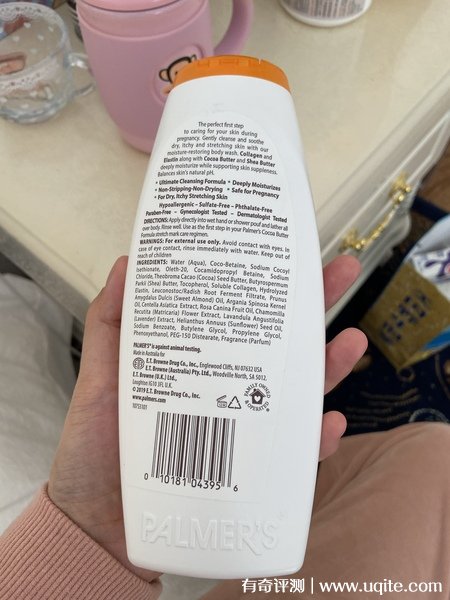 The perfect first step
to caring for your skin during
pregnancy. Gently cleanse and soothe
dry, itchy and stretching skin with our
moisture-restoring body wash. Collagen and
Elastin along with Cocoa Butter and Shea Butter
deeply moisturize while supporting skin suppleness.
Balances skin's natural pH.
• Ultimate Cleansing Formula • Deeply Moisturizes
• Non-Stripping-Non-Drying • Safe for Pregnancy
• For Dry, Itchy Stretching Skin
Hypoallergenic – Sulfate-Free – Phthalate-Free
Paraben-Free – Gynecologist Tested – Dermatologist Tested
DIRECTIONS: Apply directly into wet hand or shower pouf and lather all
over body. Rinse well. Use as the first step in your Palmer's Cocoa Butter
Formula stretch mark care regimen.
WARNINGS: For external use only. Avoid contact with eyes. In
case of eye contact, rinse immediately with water. Keep out of
reach of children
INGREDIENTS: Water (Aqua), Coco-Betaine, Sodium Cocoyl
Isethionate, Oleth-20, Cocamidopropyl Betaine, Sodium
Chloride, Theobroma Cacao (Cocoa) Seed Butter, Butyrospermum
Parkii (Shea) Butter, Tocopherol, Soluble Collagen, Hydrolyzed
Elastin, Leuconostoc/Radish Root Ferment Filtrate, Prunus
Amygdalus Dulcis (Sweet Almond) Oil, Argania Spinosa Kernel
Oil, Centella Asiatica Extract, Rosa Canina Fruit Oil, Chamomilla
Recutita (Matricaria) Flower Extract, Lavandula Angustifolia
(Lavender) Extract, Helianthus Annuus (Sunflower) Seed Oil,
Sodium Benzoate, Butylene Glycol, Propylene Glycol,
Phenoxyethanol, PEG-150 Distearate, Fragrance (Parfum)
PALMER'S® is against animal testing.
Made in Australia for
E.T. Browne Drug Co., Inc., Englewood Cliffs, NJ 07632 USA
E.T. Browne (Australia) Pty. Ltd., Woodville North, SA 5012.
E.T. Browne (U.K.) Ltd.,
Loughton IG10 3FL U.K.
© 2019 E.T. Browne Drug Co., Inc.
www.palmers.com
FAMILY OWNED
& OPERATED
0 10181 04395 6
PALMER'S
有奇评测 | www.uqite.com